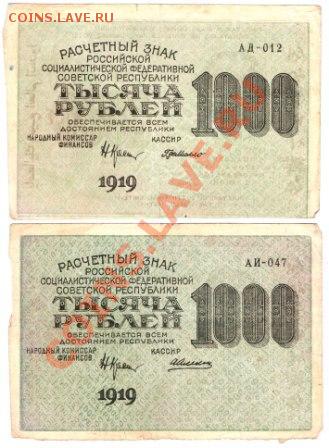 COINS.LAVE.RU
РАСЧЕТНЫЙ ЗНАК
РОССИЙСКОЙ
СОЦИАЛИСТИЧЕСКОЙ ФЕДЕРАТИВНОЙ
СОВЕТСКОЙ РЕСПУБЛИКИ
ТЫСЯЧА
РУБЛЕЙ
ОБЕСПЕЧИВАЕТСЯ ВСЕМ
ДОСТОЯНИЕМ РЕСПУБЛИКИ
НАРОДНЫЙ КОМИССАР
ФИНАНСОВ
КАССИР
1919
АД-012
1000
COINS.LAVE.RU
РАСЧЕТНЫЙ ЗНАК
РОССИЙСКОЙ
СОЦИАЛИСТИЧЕСКОЙ ФЕДЕРАТИВНОЙ
СОВЕТСКОЙ РЕСПУБЛИКИ
ТЫСЯЧА
РУБЛЕЙ
ОБЕСПЕЧИВАЕТСЯ ВСЕМ
ДОСТОЯНИЕМ РЕСПУБЛИКИ
НАРОДНЫЙ КОМИССАР
ФИНАНСОВ
КАССИР
1919
АИ-047
1000